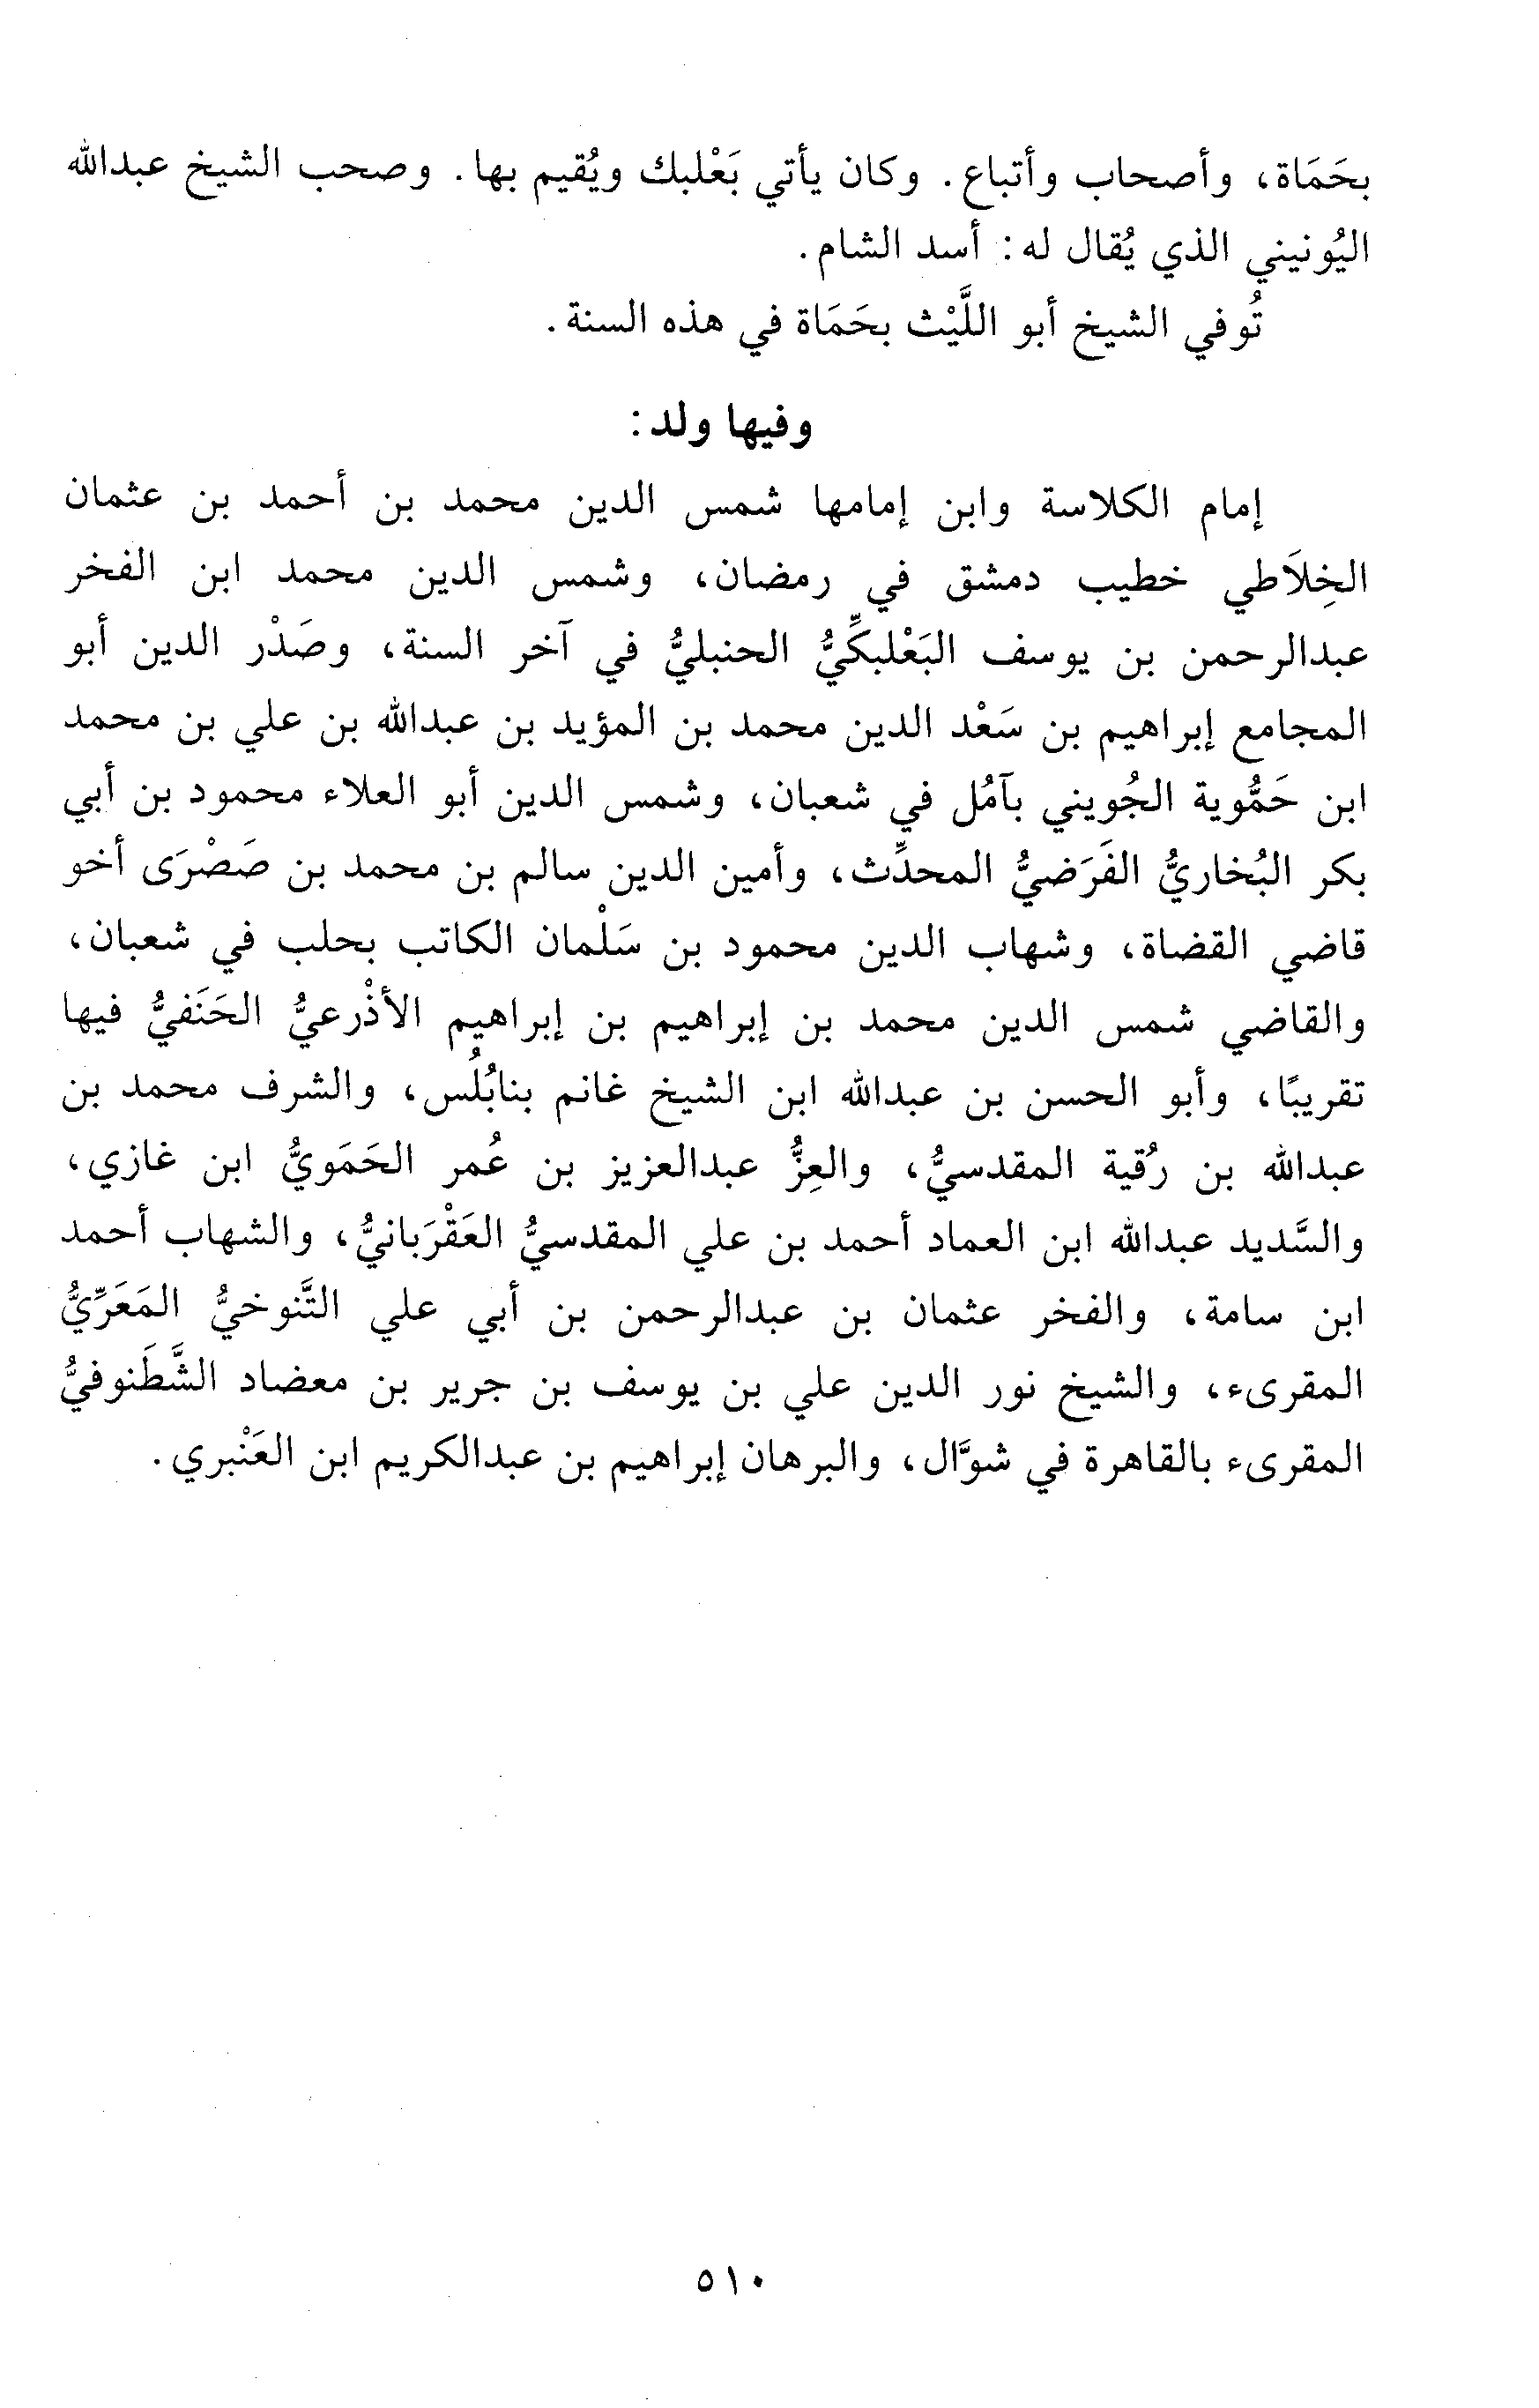 بحَمَاة، وأصحاب وأتباع. وكان يأتي بَعْلبك ويُقيم بها. وصحب الشيخ عبدالله
اليُونيني الذي يُقال له: أسد الشام.
تُوفي الشيخ أبو اللَّيْث بحَمَاة في هذه السنة.
وفيها ولد:
إمام الكلاسة وابن إمامها شمس الدين محمد بن أحمد بن عثمان
الخِلاَطي خطيب دمشق في رمضان، وشمس الدين محمد ابن الفخر
عبدالرحمن بن يوسف البَعْلبكِّيُّ الحنبليُّ في آخر السنة، وصَدْر الدين أبو
المجامع إبراهيم بن سَعْد الدين محمد بن المؤيد بن عبدالله بن علي بن محمد
ابن حَمُّوية الجُويني بآمُل في شعبان، وشمس الدين أبو العلاء محمود بن أبي
بكر البُخاريُّ الفَرَضيُّ المحدِّث، وأمين الدين سالم بن محمد بن صَصْرَى أخو
قاضي القضاة، وشهاب الدين محمود بن سَلْمان الكاتب بحلب في شعبان،
والقاضي شمس الدين محمد بن إبراهيم بن إبراهيم الأذْرعيُّ الحَنَفيُّ فيها
تقريبًا، وأبو الحسن بن عبدالله ابن الشيخ غانم بنابُلُس، والشرف محمد بن
عبدالله بن رُقية المقدسيُّ، والعِزُّ عبدالعزيز بن عُمر الحَمَويُّ ابن غازي،
والسَّديد عبدالله ابن العماد أحمد بن علي المقدسيُّ العَقْرَبانيُّ، والشهاب أحمد
ابن سامة، والفخر عثمان بن عبدالرحمن بن أبي علي التَّنوخيُّ المَعَرِّيُّ
المقرىء، والشيخ نور الدين علي بن يوسف بن جرير بن معضاد الشَّطَنوفيُّ
المقرىء بالقاهرة في شوَّال، والبرهان إبراهيم بن عبدالكريم ابن العَنْبري.
٥١٠